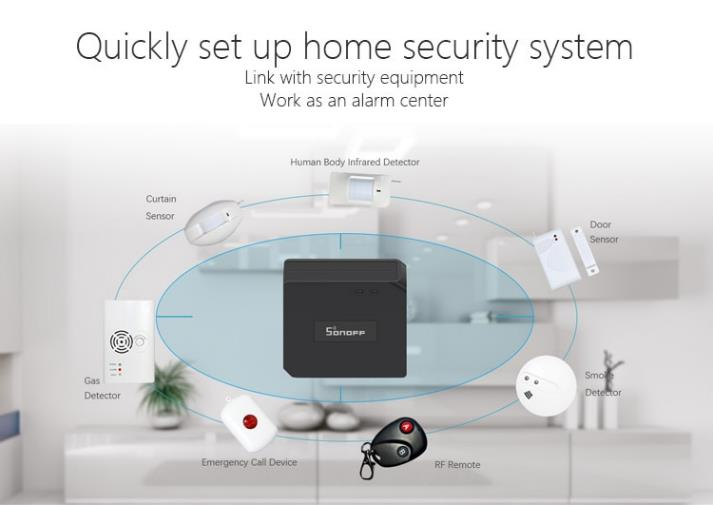 Quickly set up home security system
Link with security equipment
Work as an alarm center
Human Body Infrared Detector
Curtain
Sensor
Door
Sensor
SONOFF
Gas
Detector
Smoke
Detector
Emergency Call Device
RF Remote
A
B